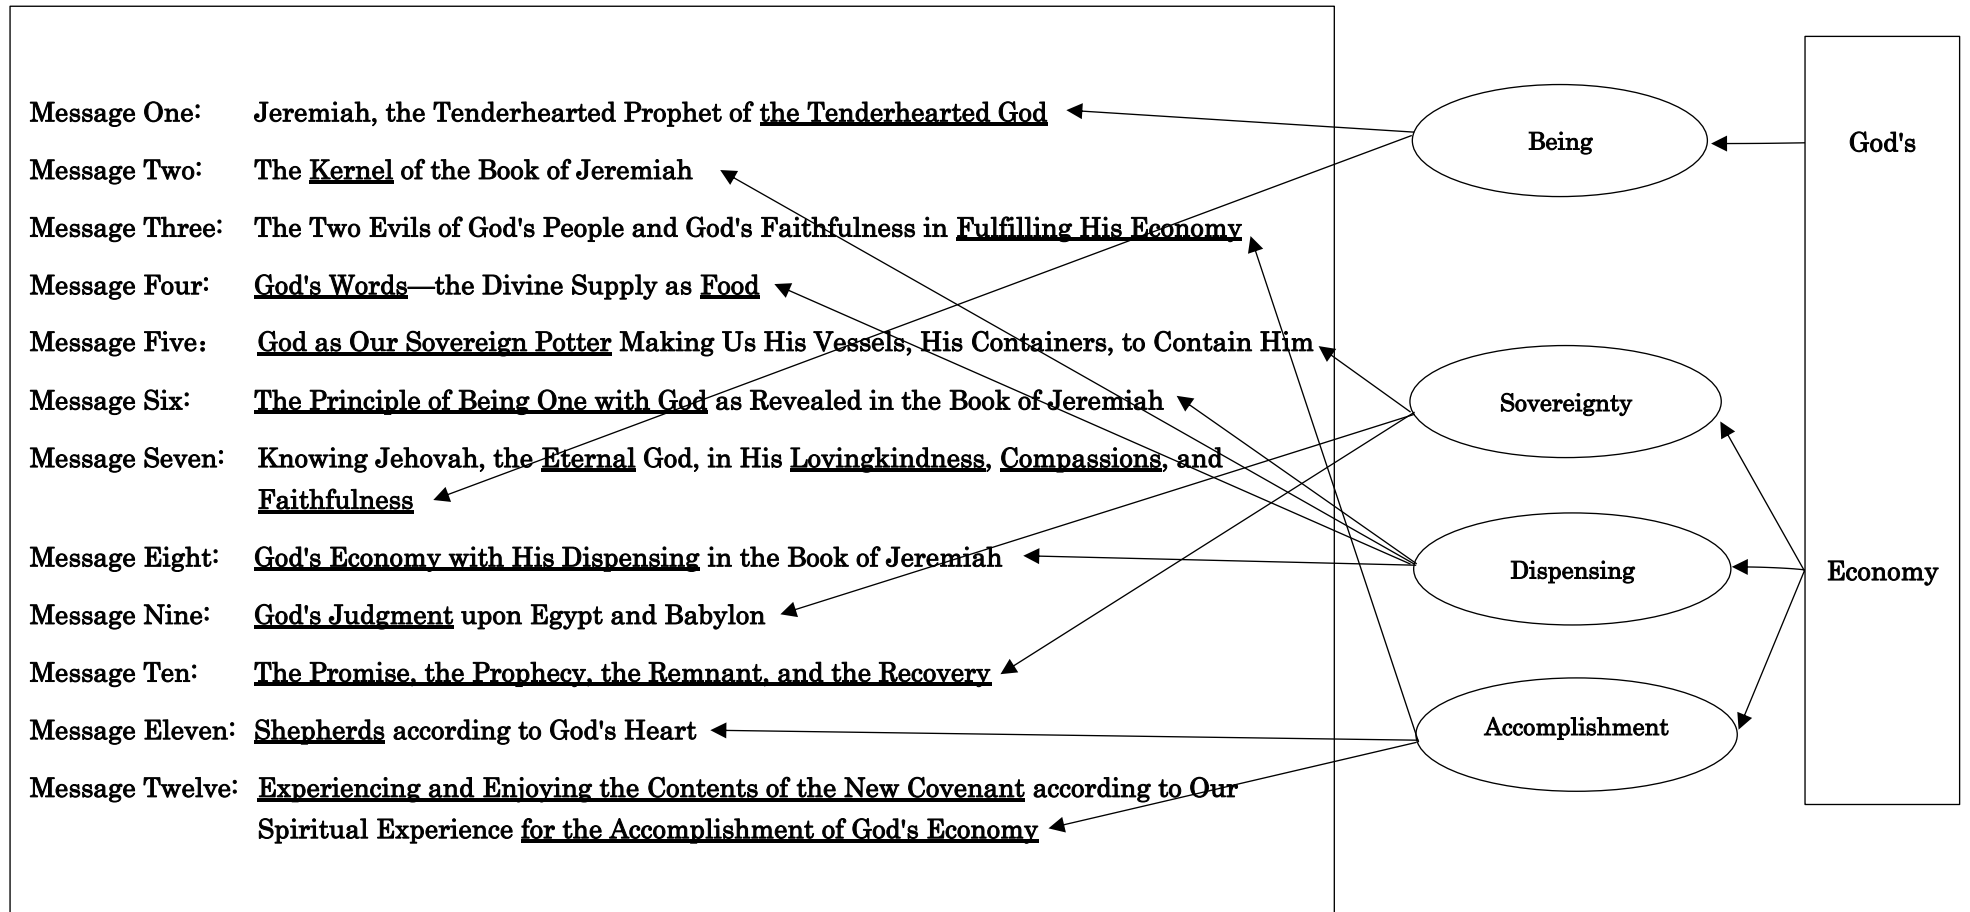 Message One: Jeremiah, the Tenderhearted Prophet of the Tenderhearted God
Message Two: The Kernel of the Book of Jeremiah
Message Three: The Two Evils of God's People and God's Faithfulness in Fulfilling His Economy
Message Four: God's Words—the Divine Supply as Food
Message Five: God as Our Sovereign Potter Making Us His Vessels, His Containers, to Contain Him
Message Six: The Principle of Being One with God as Revealed in the Book of Jeremiah
Message Seven: Knowing Jehovah, the Eternal God, in His Lovingkindness, Compassions, and
Faithfulness
Message Eight: God's Economy with His Dispensing in the Book of Jeremiah
Message Nine: God's Judgment upon Egypt and Babylon
Message Ten: The Promise, the Prophecy, the Remnant, and the Recovery
Message Eleven: Shepherds according to God's Heart
Message Twelve: Experiencing and Enjoying the Contents of the New Covenant according to Our
Spiritual Experience for the Accomplishment of God's Economy
Being
Sovereignty
Dispensing
Accomplishment
God's
Economy